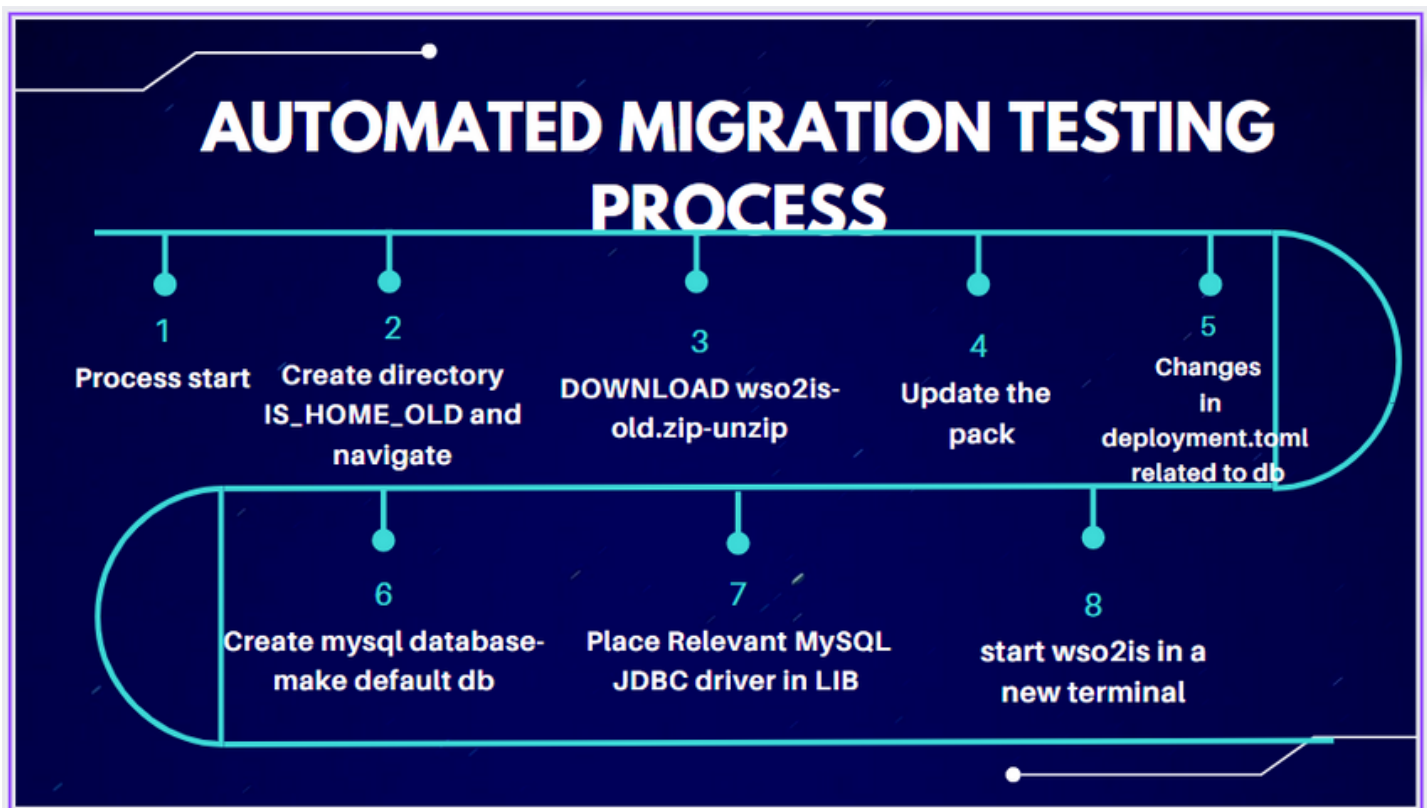 AUTOMATED MIGRATION TESTING
PROCESS
1
Process start
2
Create directory
IS_HOME_OLD and
navigate
3
DOWNLOAD wso2is-
old.zip-unzip
4
Update the
pack
5
Changes
in
deployment.toml
related to db
6
Create mysql database-
make default db
7
Place Relevant MySQL
JDBC driver in LIB
8
start wso2is in a
new terminal